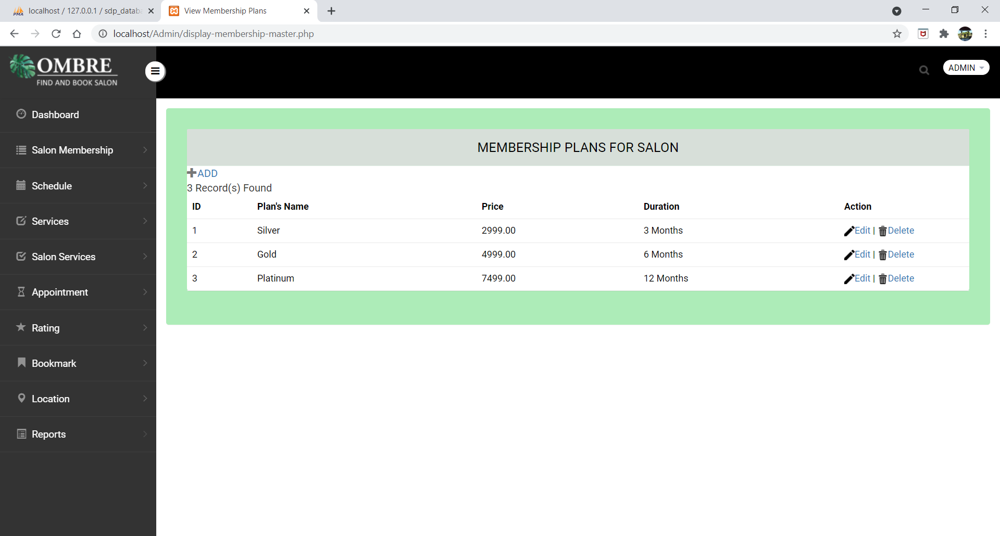 localhost / 127.0.0.1 / sdp_databa
View Membership Plans
localhost/Admin/display-membership-master.php
OMBRE
FIND AND BOOK SALON
ADMIN
Dashboard
Salon Membership
Schedule
Services
Salon Services
Appointment
Rating
Bookmark
Location
Reports
MEMBERSHIP PLANS FOR SALON
ADD
3 Record(s) Found
ID Plan's Name Price Duration Action
1 Silver 2999.00 3 Months Edit | Delete
2 Gold 4999.00 6 Months Edit | Delete
3 Platinum 7499.00 12 Months Edit | Delete